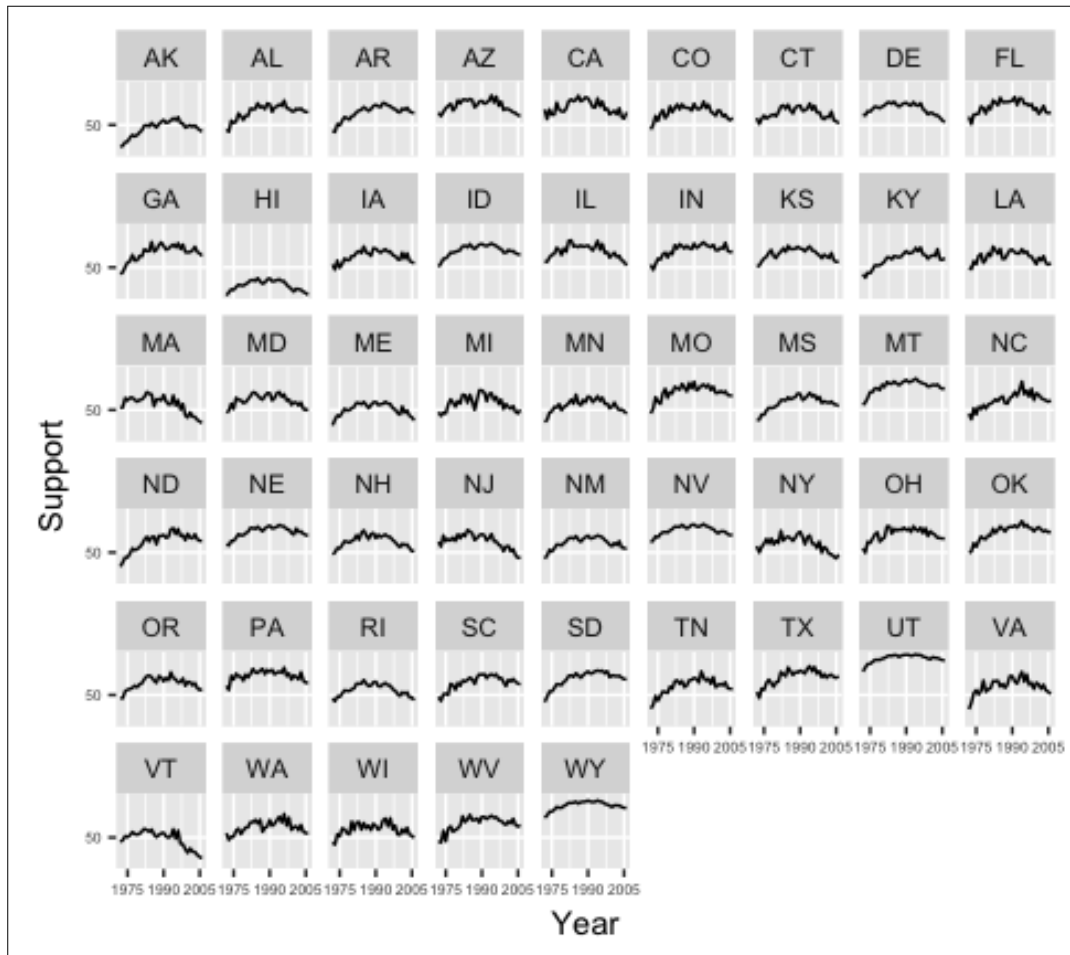 AK AL AR AZ CA CO CT DE FL
50
GA HI IA ID IL IN KS KY LA
50
MA MD ME MI MN MO MS MT NC
50
ND NE NH NJ NM NV NY OH OK
50
OR PA RI SC SD TN TX UT VA
50
1975 1990 2005 1975 1990 2005 1975 1990 2005 1975 1990 2005
VT WA WI WV WY
50
1975 1990 2005 1975 1990 2005 1975 1990 2005 1975 1990 2005 1975 1990 2005
Support
Year